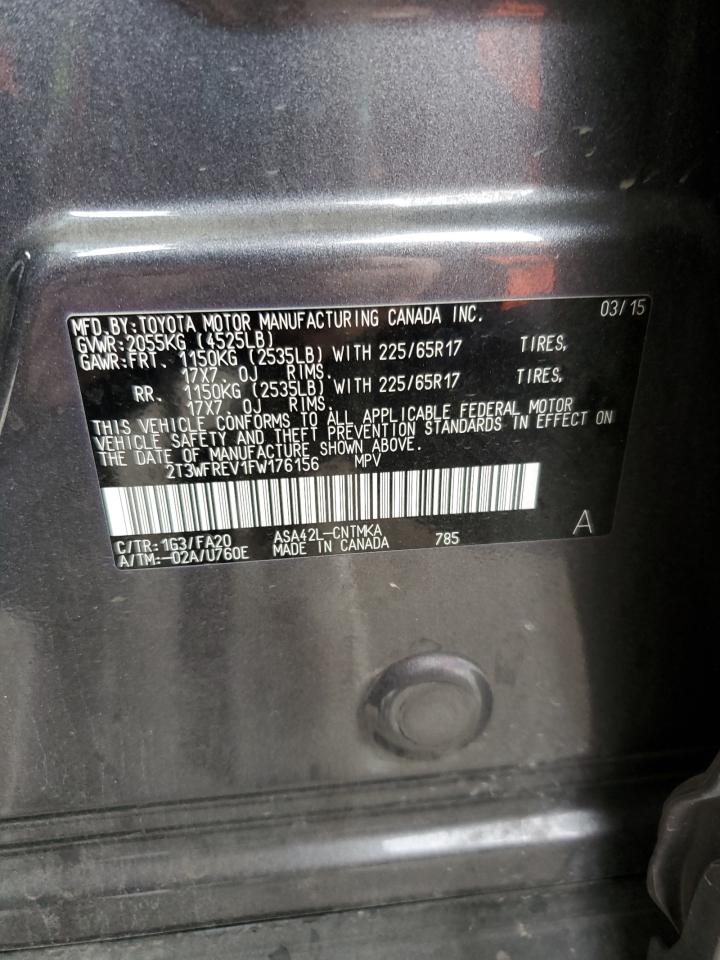 MFD.BY:TOYOTA MOTOR MANUFACTURING CANADA INC. 03/15
GVWR:2055KG (4525LB)
GAWR:FRT. 1150KG (2535LB) WITH 225/65R17 TIRES,
17X7.0J RIMS.
RR. 1150KG (2535LB) WITH 225/65R17 TIRES,
17X7.0J RIMS.
THIS VEHICLE CONFORMS TO ALL APPLICABLE FEDERAL MOTOR
VEHICLE SAFETY AND THEFT PREVENTION STANDARDS IN EFFECT ON
THE DATE OF MANUFACTURE SHOWN ABOVE.
2T3WFREV1FW176156 MPV
C/TR:1G3/FA20 ASA42L-CNTMKA 785 A
A/TM:-02A/U760E MADE IN CANADA